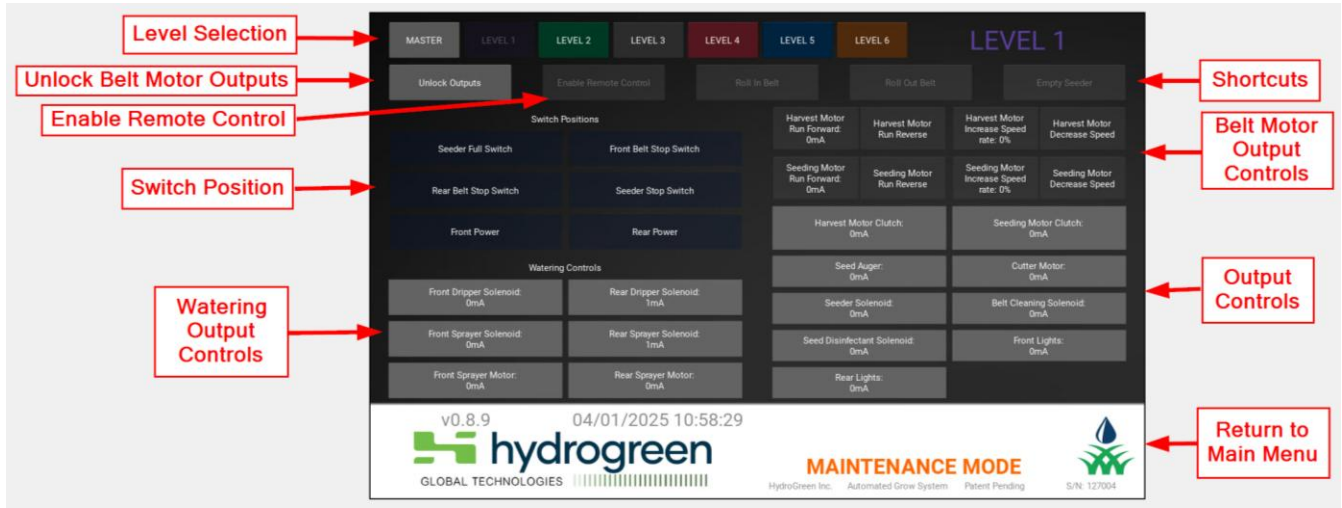 Level Selection
Unlock Belt Motor Outputs
Enable Remote Control
Switch Position
Watering
Output
Controls
MASTER LEVEL 1 LEVEL 2 LEVEL 3 LEVEL 4 LEVEL 5 LEVEL 6 LEVEL 1
Unlock Outputs Enable Remote Control Roll In Belt Roll Out Belt Empty Seeder
Switch Positions
Seeder Full Switch Front Belt Stop Switch
Rear Belt Stop Switch Seeder Stop Switch
Front Power Rear Power
Watering Controls
Front Dripper Solenoid: Rear Dripper Solenoid:
0mA 1mA
Front Sprayer Solenoid: Rear Sprayer Solenoid:
0mA 1mA
Front Sprayer Motor: Rear Sprayer Motor:
0mA 0mA
Harvest Motor
Run Forward:
0mA
Harvest Motor
Run Reverse
Harvest Motor
Increase Speed
rate: 0%
Harvest Motor
Decrease Speed
Seeding Motor
Run Forward:
0mA
Seeding Motor
Run Reverse
Seeding Motor
Increase Speed
rate: 0%
Seeding Motor
Decrease Speed
Harvest Motor Clutch: Seeding Motor Clutch:
0mA 0mA
Seed Auger: Cutter Motor:
0mA 0mA
Seeder Solenoid: Belt Cleaning Solenoid:
0mA 0mA
Seed Disinfectant Solenoid: Front Lights:
0mA 0mA
Rear Lights:
0mA
v0.8.9 04/01/2025 10:58:29
hydrogreen
GLOBAL TECHNOLOGIES
MAINTENANCE MODE
HydroGreen Inc. Automated Grow System Patent Pending S/N: 127004
Shortcuts
Belt Motor
Output
Controls
Output
Controls
Return to
Main Menu